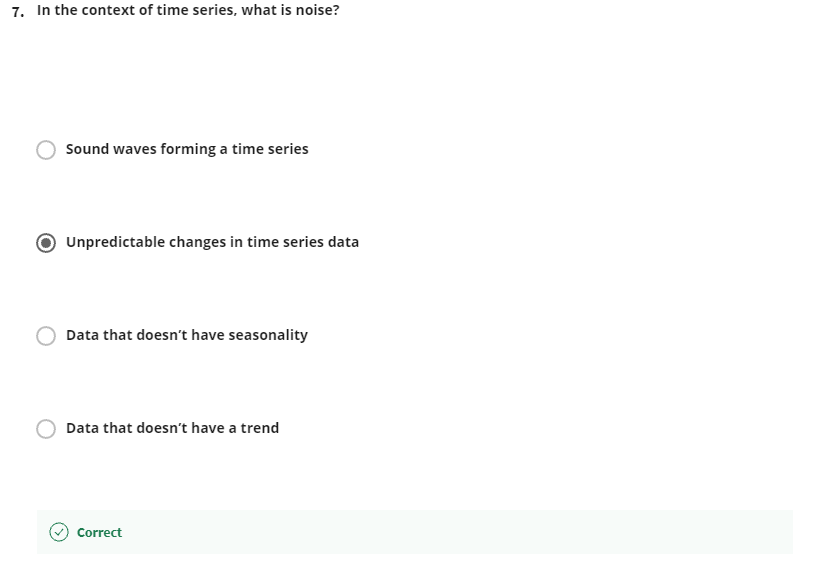 7. In the context of time series, what is noise?
Sound waves forming a time series
Unpredictable changes in time series data
Data that doesn’t have seasonality
Data that doesn’t have a trend
Correct